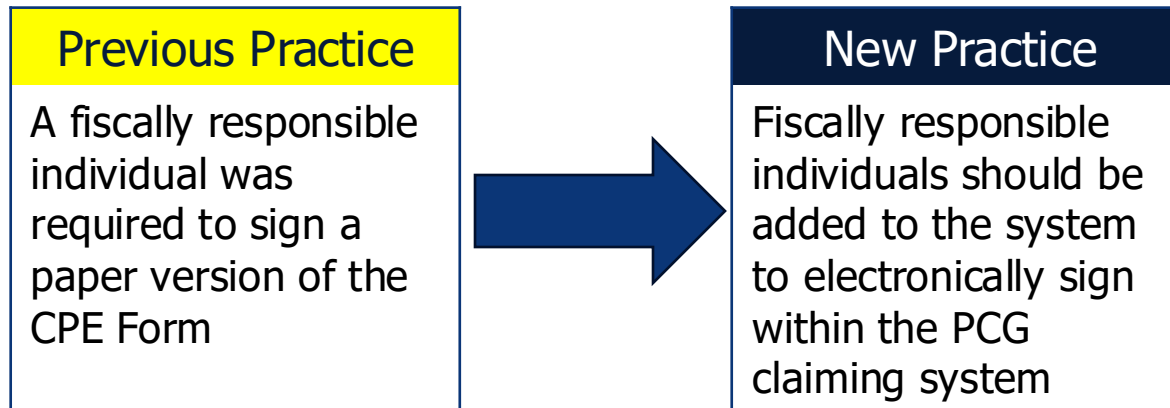 Previous Practice
A fiscally responsible
individual was
required to sign a
paper version of the
CPE Form
New Practice
Fiscally responsible
individuals should be
added to the system
to electronically sign
within the PCG
claiming system